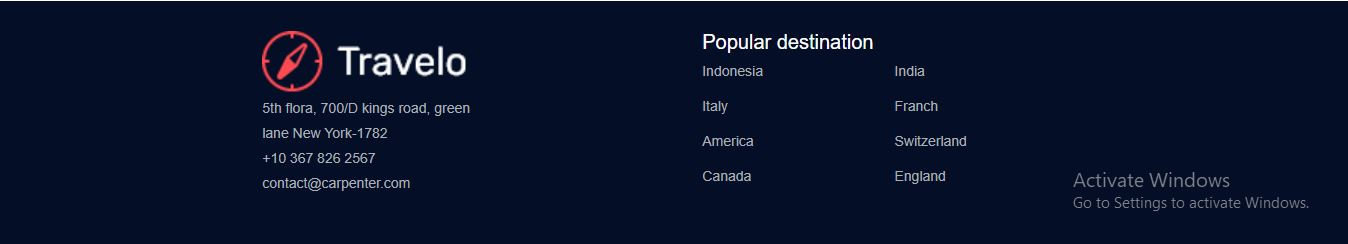 Travelo
5th flora, 700/D kings road, green
lane New York-1782
+10 367 826 2567
contact@carpenter.com
Popular destination
Indonesia
India
Italy
Franch
America
Switzerland
Canada
England
Activate Windows
Go to Settings to activate Windows.